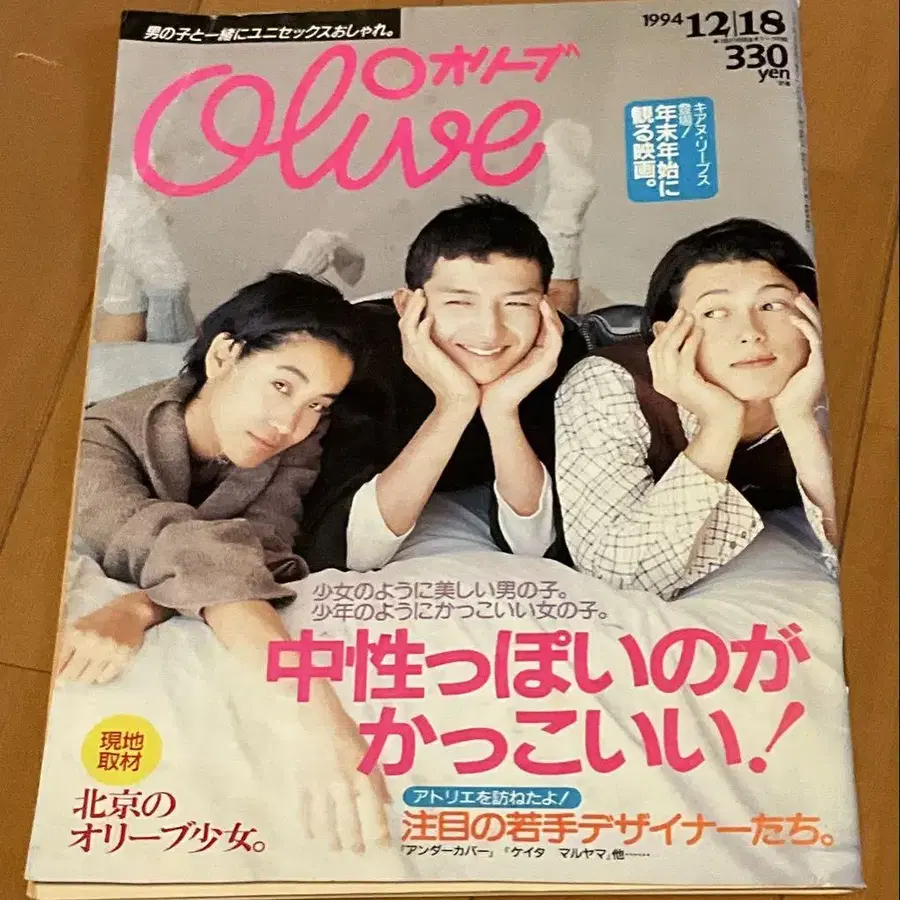 男の子と一緒にユニセックスおしゃれ。
1994 12|18
330
yen
Olive オリーブ
キアヌ・リーブス
登場!
年末年始に
観る映画。
少女のように美しい男の子。
少年のようにかっこいい女の子。
中性っぽいのが
かっこいい!
現地
取材
北京の
オリーブ少女。
アトリエを訪ねたよ!
注目の若手デザイナーたち。
『アンダーカバー』『ケイタ マルヤマ』他……